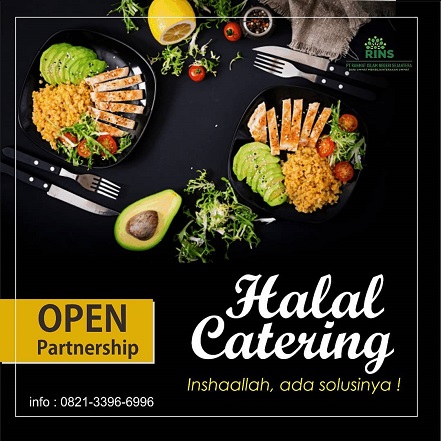 RINS
OPEN
Partnership
Halal
Catering
Inshaallah, ada solusinya !
info : 0821-3396-6996